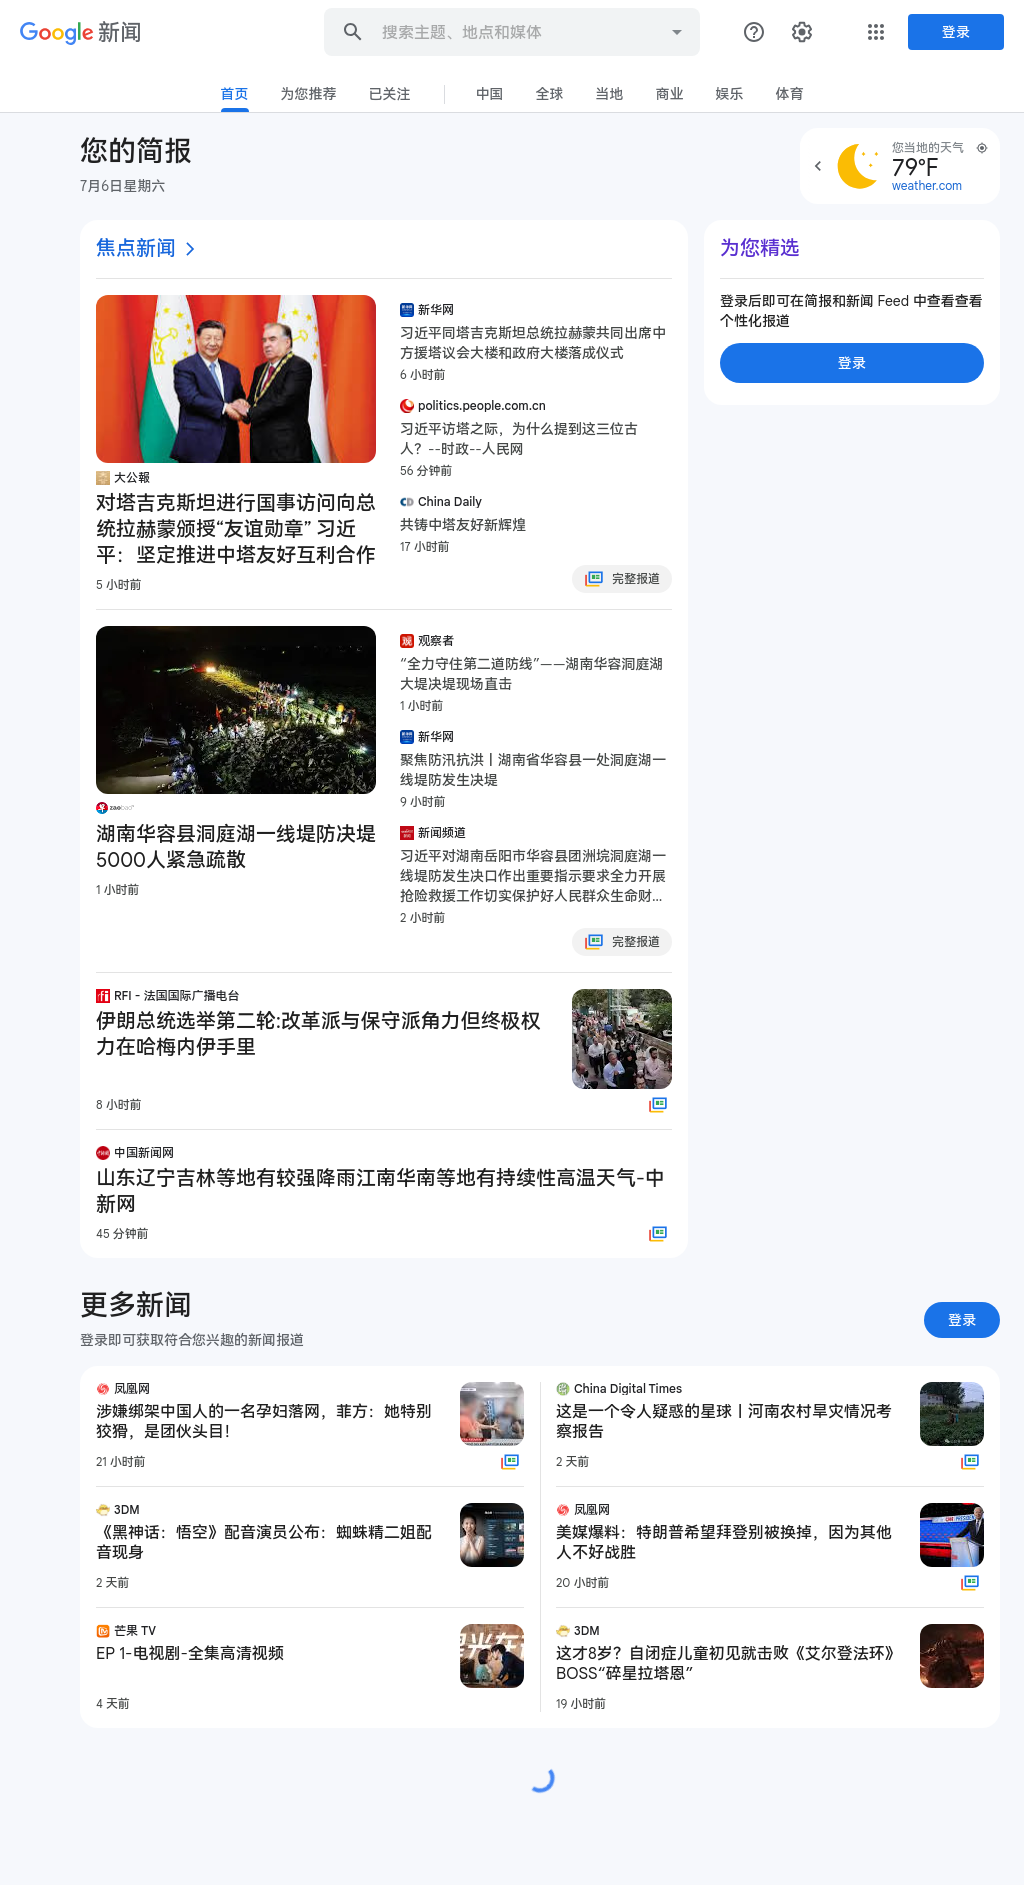 Google 新闻
搜索主题、地点和媒体
登录
首页
为您推荐
已关注
中国
全球
当地
商业
娱乐
体育
您的简报
7月6日星期六
您当地的天气
79°F
weather.com
焦点新闻
大公報
对塔吉克斯坦进行国事访问向总
统拉赫蒙颁授“友谊勋章” 习近
平：坚定推进中塔友好互利合作
5 小时前
新华网
习近平同塔吉克斯坦总统拉赫蒙共同出席中
方援塔议会大楼和政府大楼落成仪式
6 小时前
politics.people.com.cn
习近平访塔之际，为什么提到这三位古
人？--时政--人民网
56 分钟前
China Daily
共铸中塔友好新辉煌
17 小时前
完整报道
为您精选
登录后即可在简报和新闻 Feed 中查看查看
个性化报道
登录
zaobao
湖南华容县洞庭湖一线堤防决堤
5000人紧急疏散
1 小时前
观察者
“全力守住第二道防线”——湖南华容洞庭湖
大堤决堤现场直击
1 小时前
新华网
聚焦防汛抗洪丨湖南省华容县一处洞庭湖一
线堤防发生决堤
9 小时前
新闻频道
习近平对湖南岳阳市华容县团洲垸洞庭湖一
线堤防发生决口作出重要指示要求全力开展
抢险救援工作切实保护好人民群众生命财...
2 小时前
完整报道
RFI - 法国国际广播电台
伊朗总统选举第二轮:改革派与保守派角力但终极权
力在哈梅内伊手里
8 小时前
中国新闻网
山东辽宁吉林等地有较强降雨江南华南等地有持续性高温天气-中
新网
45 分钟前
更多新闻
登录即可获取符合您兴趣的新闻报道
登录
凤凰网
涉嫌绑架中国人的一名孕妇落网，菲方：她特别
狡猾，是团伙头目！
21 小时前
3DM
《黑神话：悟空》配音演员公布：蜘蛛精二姐配
音现身
2 天前
芒果 TV
EP 1-电视剧-全集高清视频
4 天前
China Digital Times
这是一个令人疑惑的星球丨河南农村旱灾情况考
察报告
2 天前
凤凰网
美媒爆料：特朗普希望拜登别被换掉，因为其他
人不好战胜
20 小时前
3DM
这才8岁？自闭症儿童初见就击败《艾尔登法环》
BOSS“碎星拉塔恩”
19 小时前